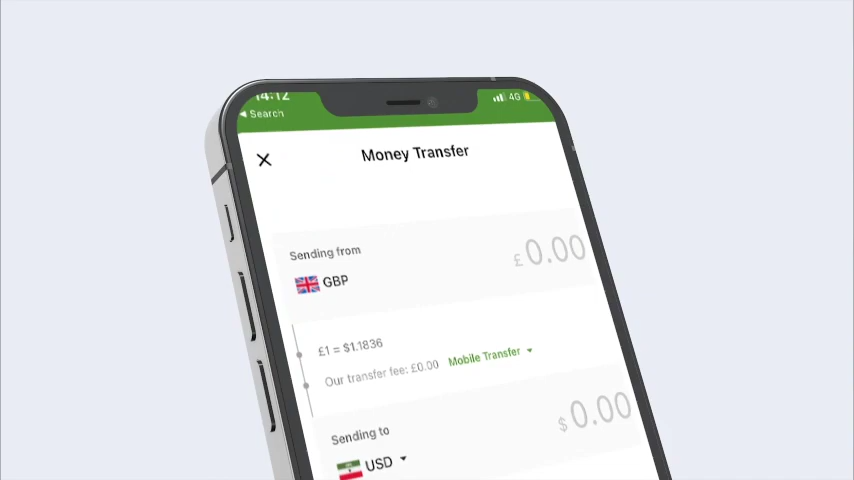 14:12
4G
Search
Money Transfer
Sending from
£0.00
GBP
£1 = $1.1836
Our transfer fee: £0.00 Mobile Transfer
Sending to
$0.00
USD